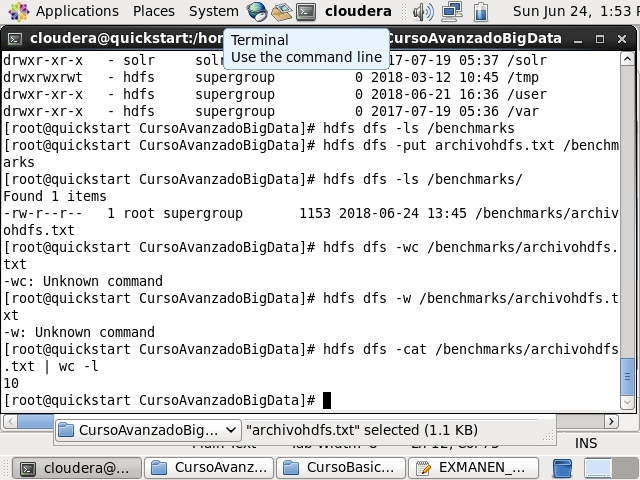 Applications Places System cloudera Sun Jun 24, 1:53 P
cloudera@quickstart:/hom CursoAvanzadoBigData
Terminal
Use the command line
drwxr-xr-x - solr sol 7-07-19 05:37 /solr
drwxrwxrwt - hdfs supergroup 0 2018-03-12 10:45 /tmp
drwxr-xr-x - hdfs supergroup 0 2018-06-21 16:36 /user
drwxr-xr-x - hdfs supergroup 0 2017-07-19 05:36 /var
[root@quickstart CursoAvanzadoBigData]# hdfs dfs -ls /benchmarks
[root@quickstart CursoAvanzadoBigData]# hdfs dfs -put archivohdfs.txt /benchm
arks
[root@quickstart CursoAvanzadoBigData]# hdfs dfs -ls /benchmarks/
Found 1 items
-rw-r--r-- 1 root supergroup 1153 2018-06-24 13:45 /benchmarks/archiv
ohdfs.txt
[root@quickstart CursoAvanzadoBigData]# hdfs dfs -wc /benchmarks/archivohdfs.
txt
-wc: Unknown command
[root@quickstart CursoAvanzadoBigData]# hdfs dfs -w /benchmarks/archivohdfs.t
xt
-w: Unknown command
[root@quickstart CursoAvanzadoBigData]# hdfs dfs -cat /benchmarks/archivohdfs
.txt | wc -l
10
[root@quickstart CursoAvanzadoBigData]#
CursoAvanzadoBig... "archivohdfs.txt" selected (1.1 KB)
INS
cloudera@... CursoAvanz... CursoBasic... EXMANEN_...